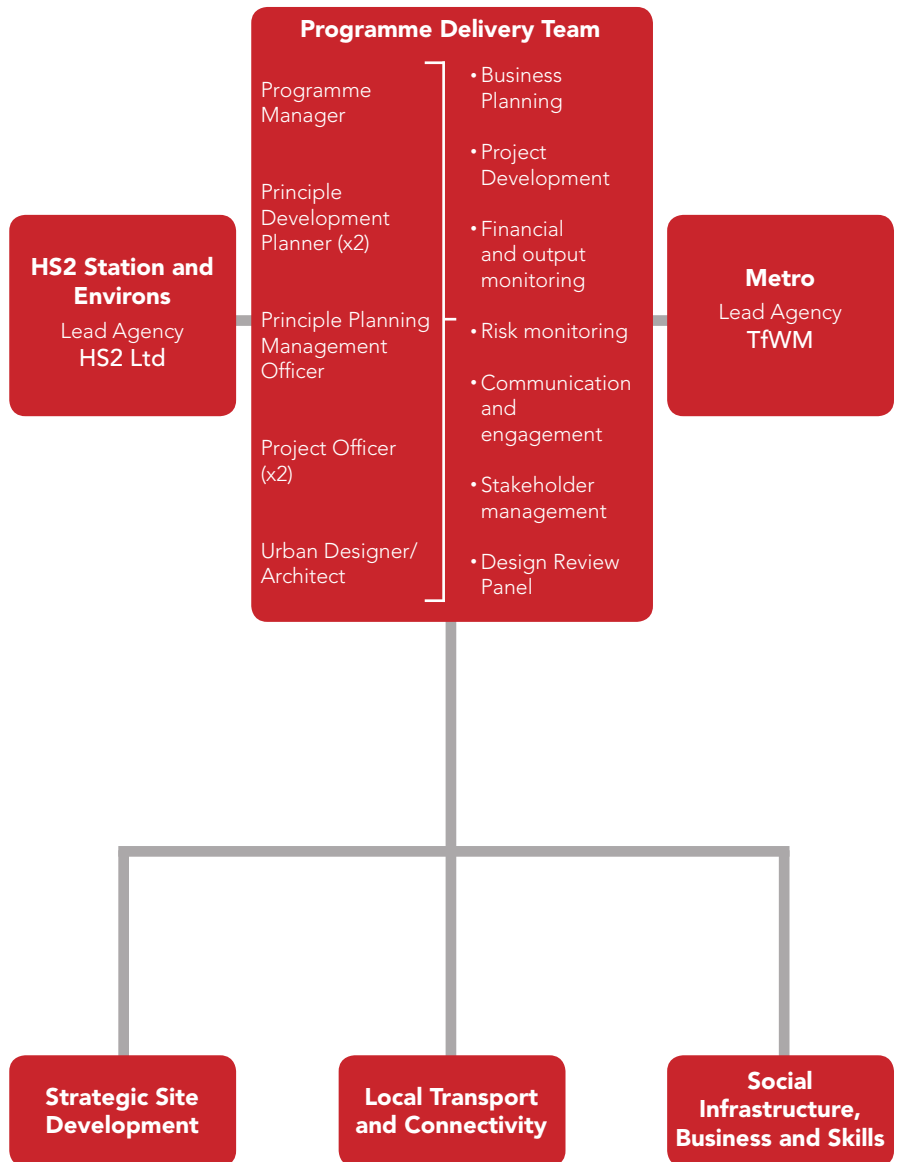 Programme Delivery Team
Programme
Manager
Principle
Development
Planner (x2)
Principle Planning
Management
Officer
Project Officer
(x2)
Urban Designer/
Architect
• Business
Planning
• Project
Development
• Financial
and output
monitoring
• Risk monitoring
• Communication
and
engagement
• Stakeholder
management
• Design Review
Panel
HS2 Station and
Environs
Lead Agency
HS2 Ltd
Metro
Lead Agency
TfWM
Strategic Site
Development
Local Transport
and Connectivity
Social
Infrastructure,
Business and Skills